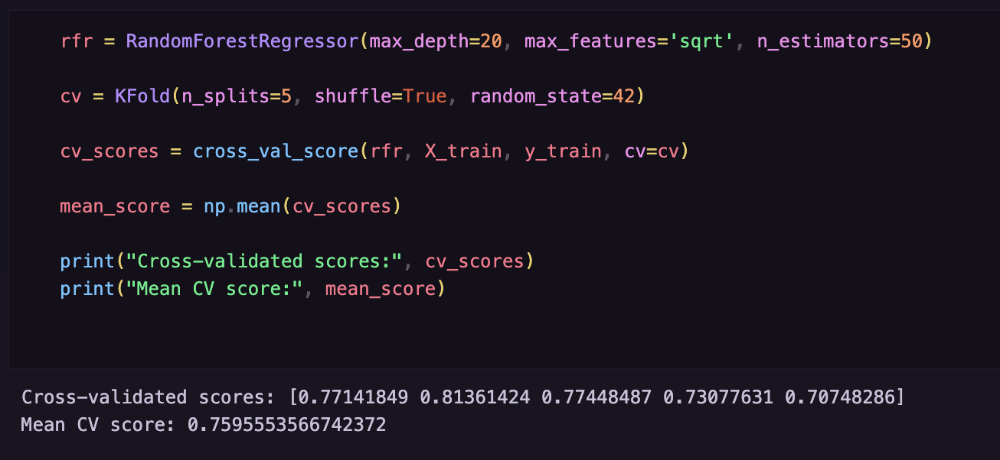 rfr = RandomForestRegressor(max_depth=20, max_features='sqrt', n_estimators=50)
cv = KFold(n_splits=5, shuffle=True, random_state=42)
cv_scores = cross_val_score(rfr, X_train, y_train, cv=cv)
mean_score = np.mean(cv_scores)
print("Cross-validated scores:", cv_scores)
print("Mean CV score:", mean_score)
Cross-validated scores: [0.77141849 0.81361424 0.77448487 0.73077631 0.70748286]
Mean CV score: 0.7595553566742372